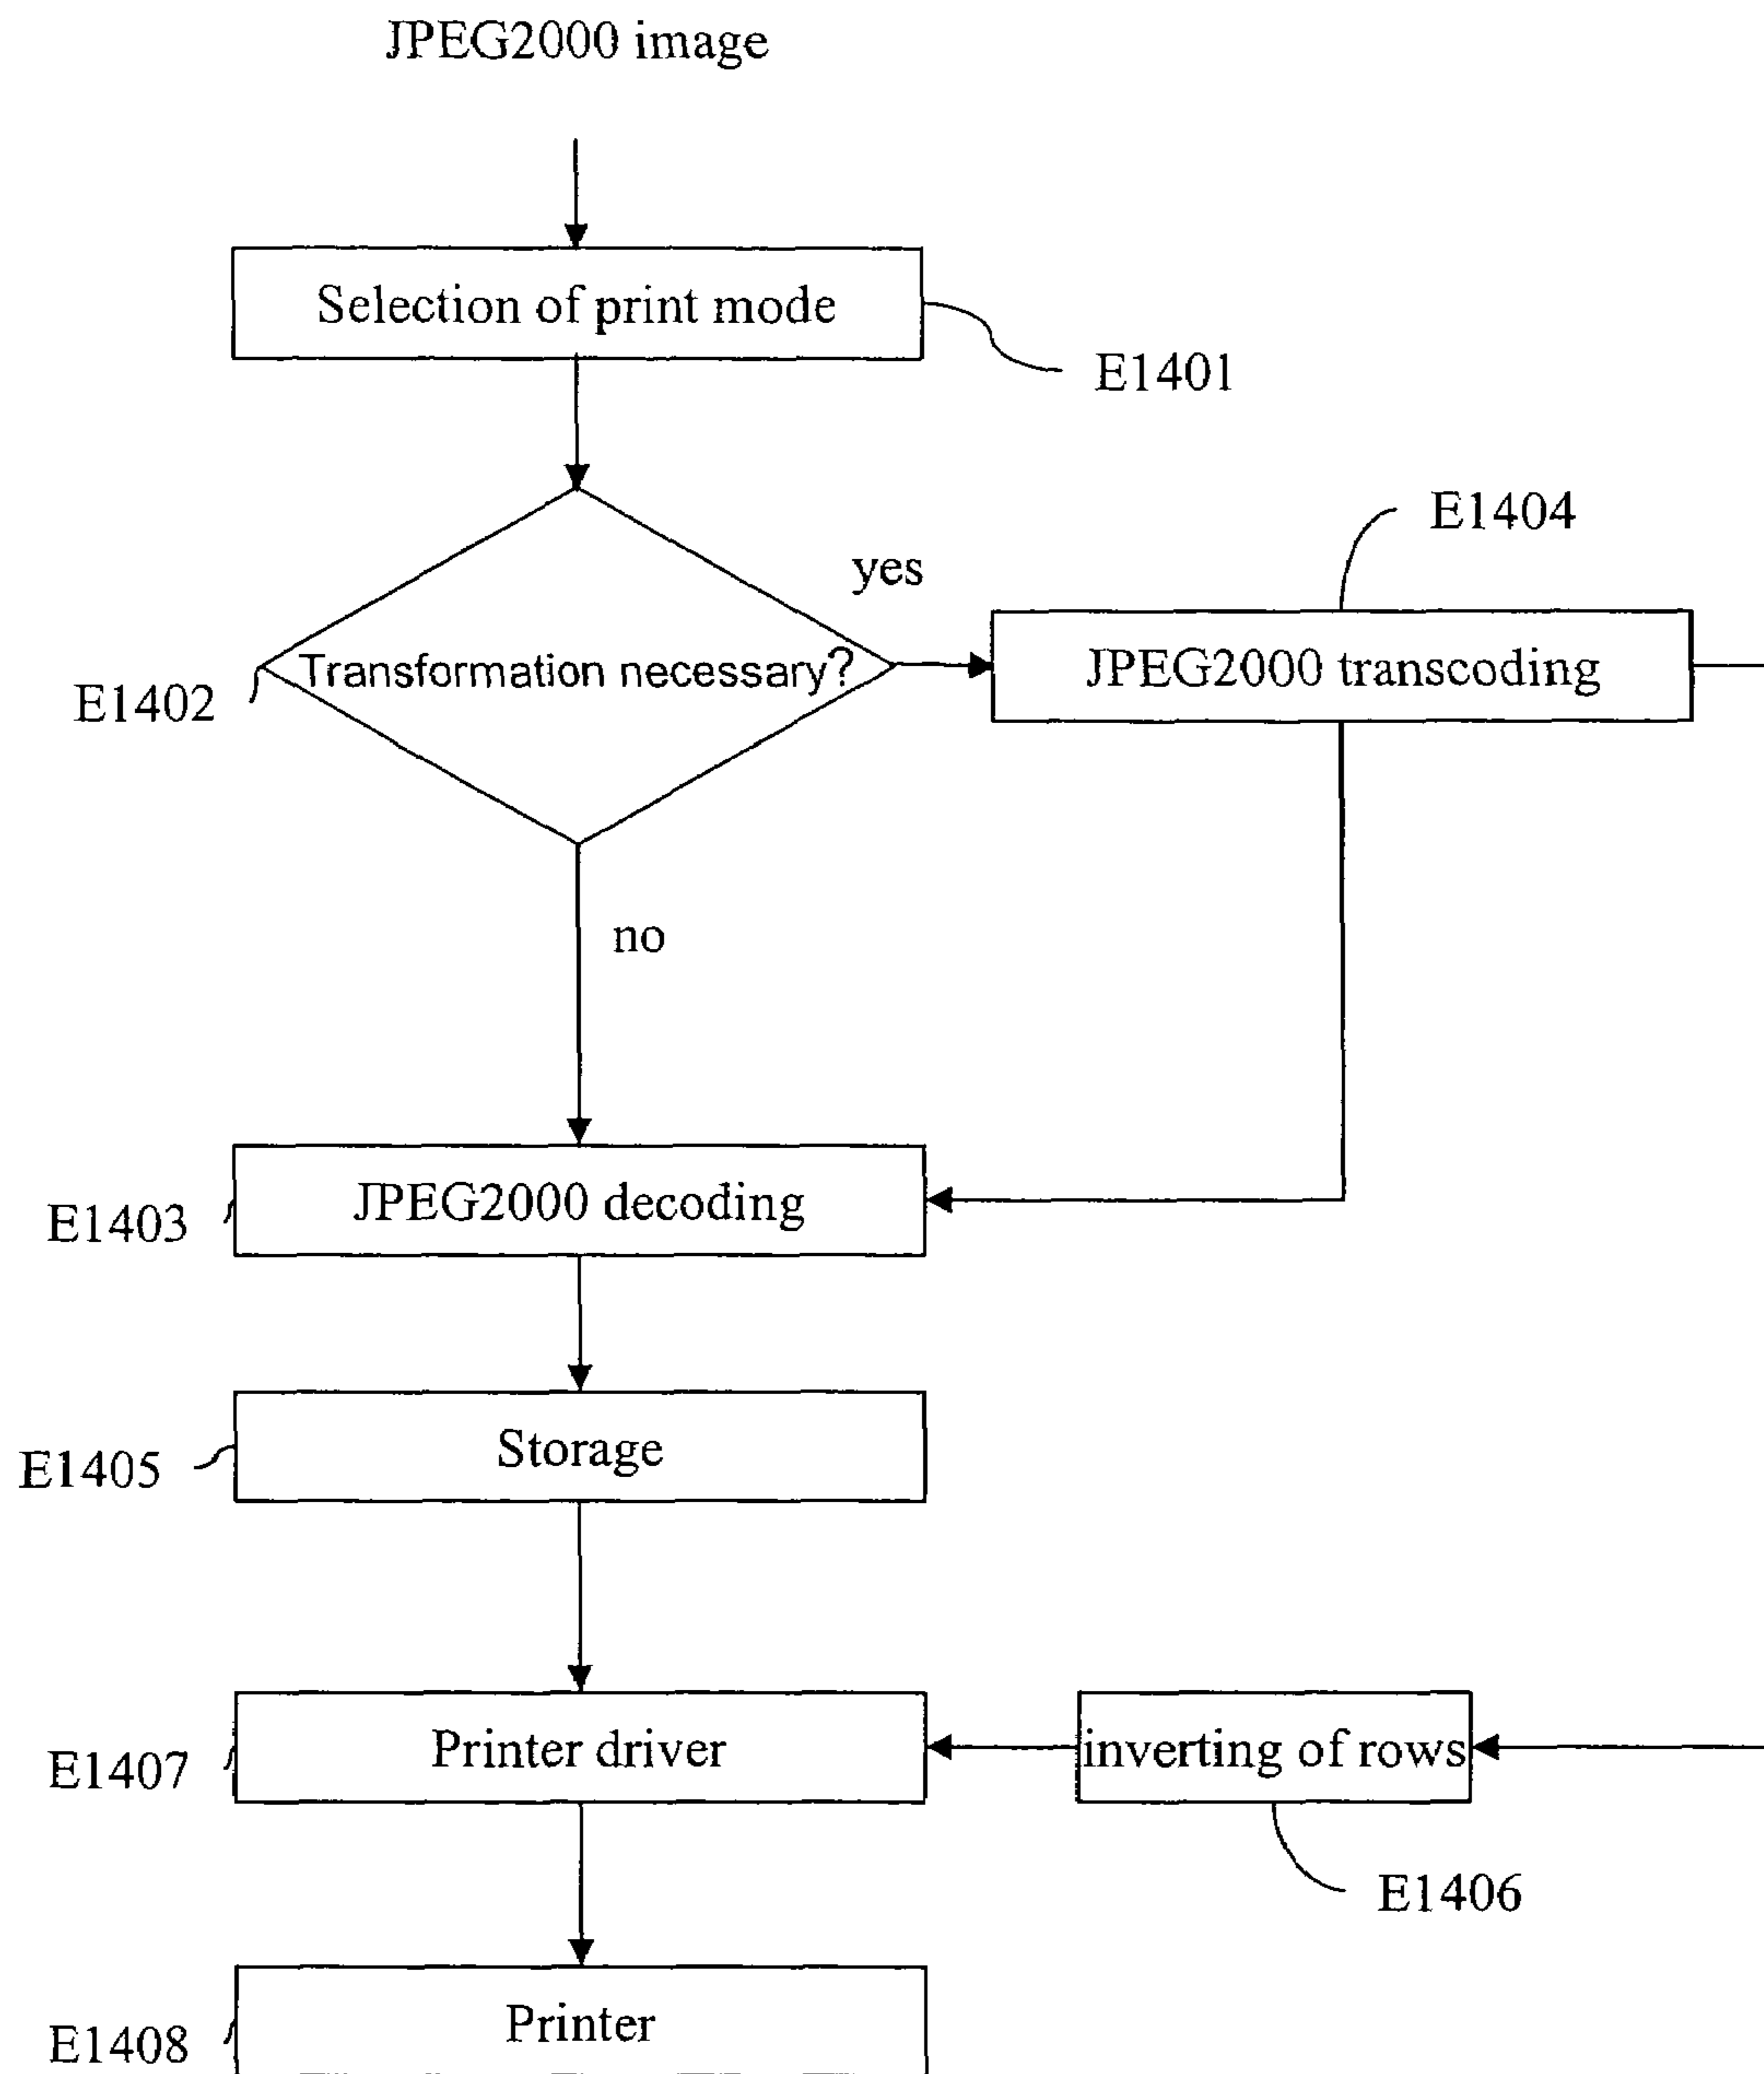 JPEG2000 image
Selection of print mode
E1401
E1404
yes
Transformation necessary?
JPEG2000 transcoding
E1402
no
JPEG2000 decoding
E1403
Storage
E1405
Printer driver
inverting of rows
E1407
E1406
Printer
E1408